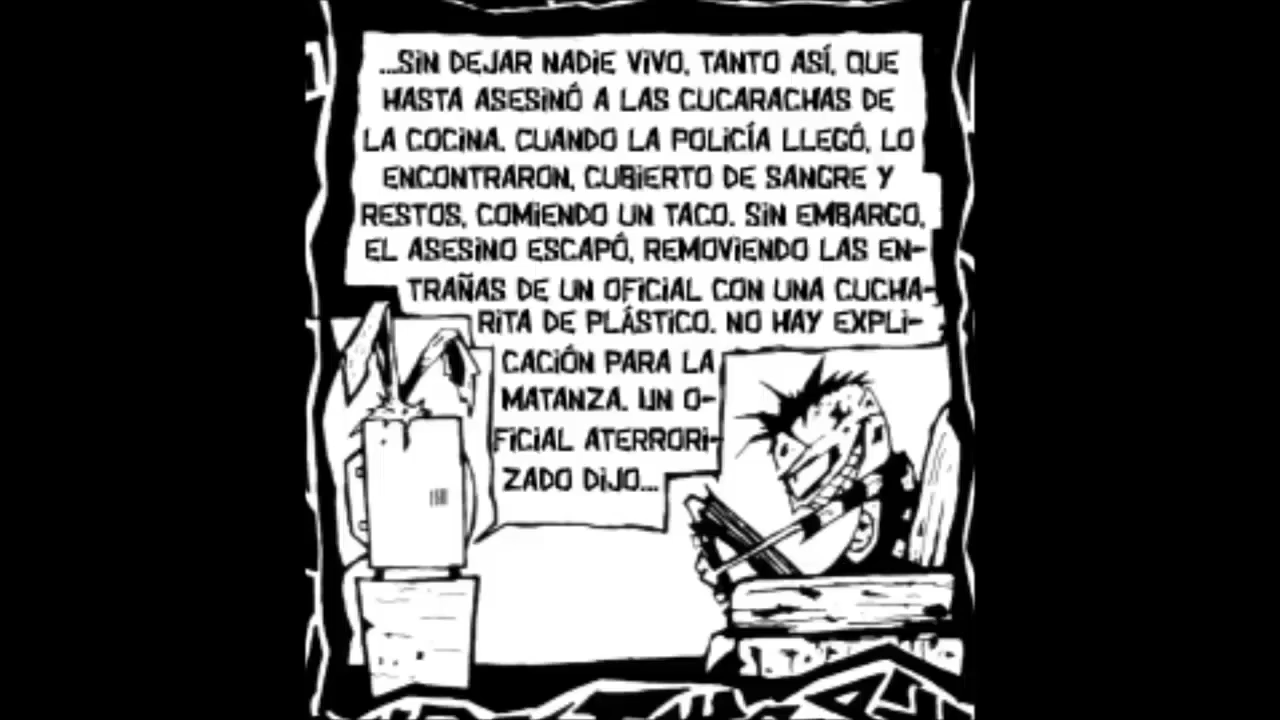 ...SIN DEJAR NADIE VIVO, TANTO ASÍ, QUE
HASTA ASESINÓ A LAS CUCARACHAS DE
LA COCINA. CUANDO LA POLICÍA LLEGÓ, LO
ENCONTRARON, CUBIERTO DE SANGRE Y
RESTOS, COMIENDO UN TACO. SIN EMBARGO,
EL ASESINO ESCAPÓ, REMOVIENDO LAS EN-
TRAÑAS DE UN OFICIAL CON UNA CUCHA-
RITA DE PLÁSTICO. NO HAY EXPLI-
CACIÓN PARA LA
MATANZA. UN O-
FICIAL ATERRORI-
ZADO DIJO...